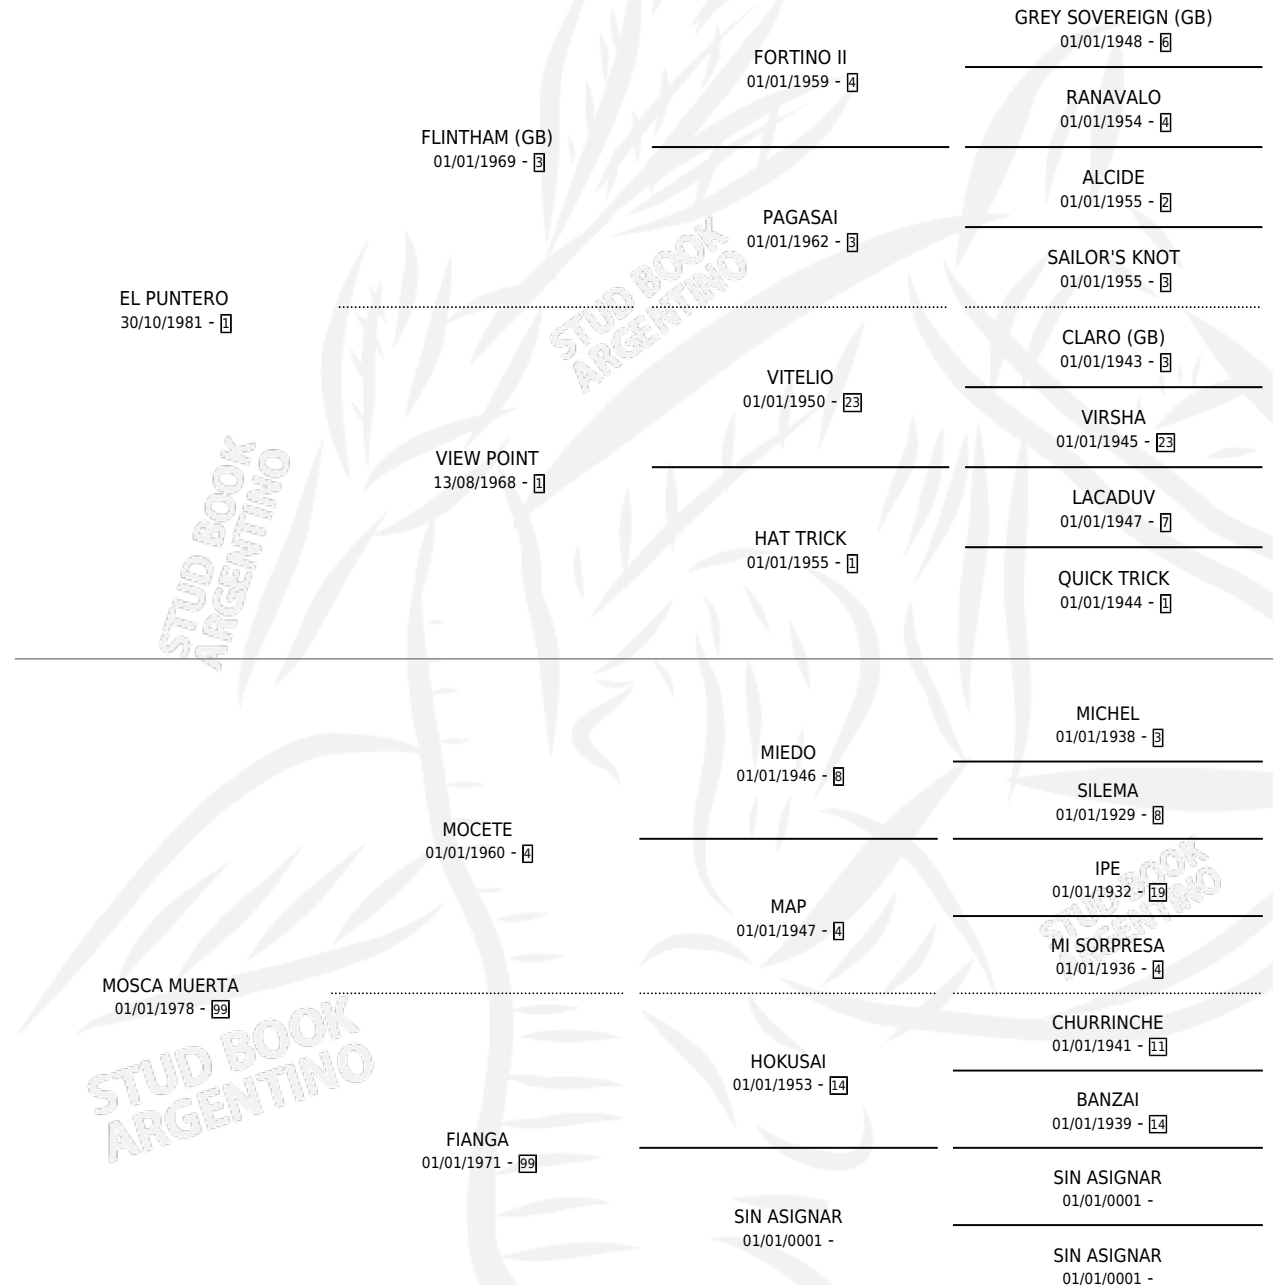 GREY SOVEREIGN (GB)
01/01/1948 - 6
FORTINO II
01/01/1959 - 4
RANAVALO
01/01/1954 - 4
FLINTHAM (GB)
01/01/1969 - 3
ALCIDE
01/01/1955 - 2
PAGASAI
01/01/1962 - 3
SAILOR'S KNOT
01/01/1955 - 3
EL PUNTERO
30/10/1981 - 1
CLARO (GB)
01/01/1943 - 3
VITELIO
01/01/1950 - 23
VIRSHA
01/01/1945 - 23
VIEW POINT
13/08/1968 - 1
LACADUV
01/01/1947 - 7
HAT TRICK
01/01/1955 - 1
QUICK TRICK
01/01/1944 - 1
MICHEL
01/01/1938 - 3
MIEDO
01/01/1946 - 8
SILEMA
01/01/1929 - 8
MOCETE
01/01/1960 - 4
IPE
01/01/1932 - 19
MAP
01/01/1947 - 4
MI SORPRESA
01/01/1936 - 4
MOSCA MUERTA
01/01/1978 - 99
CHURRINCHE
01/01/1941 - 11
HOKUSAI
01/01/1953 - 14
BANZAI
01/01/1939 - 14
FIANGA
01/01/1971 - 99
SIN ASIGNAR
01/01/0001 -
SIN ASIGNAR
01/01/0001 -
SIN ASIGNAR
01/01/0001 -
STUD BOOK
ARGENTINO
STUD BOOK
ARGENTINO
STUD BOOK
ARGENTINO
STUD BOOK
ARGENTINO